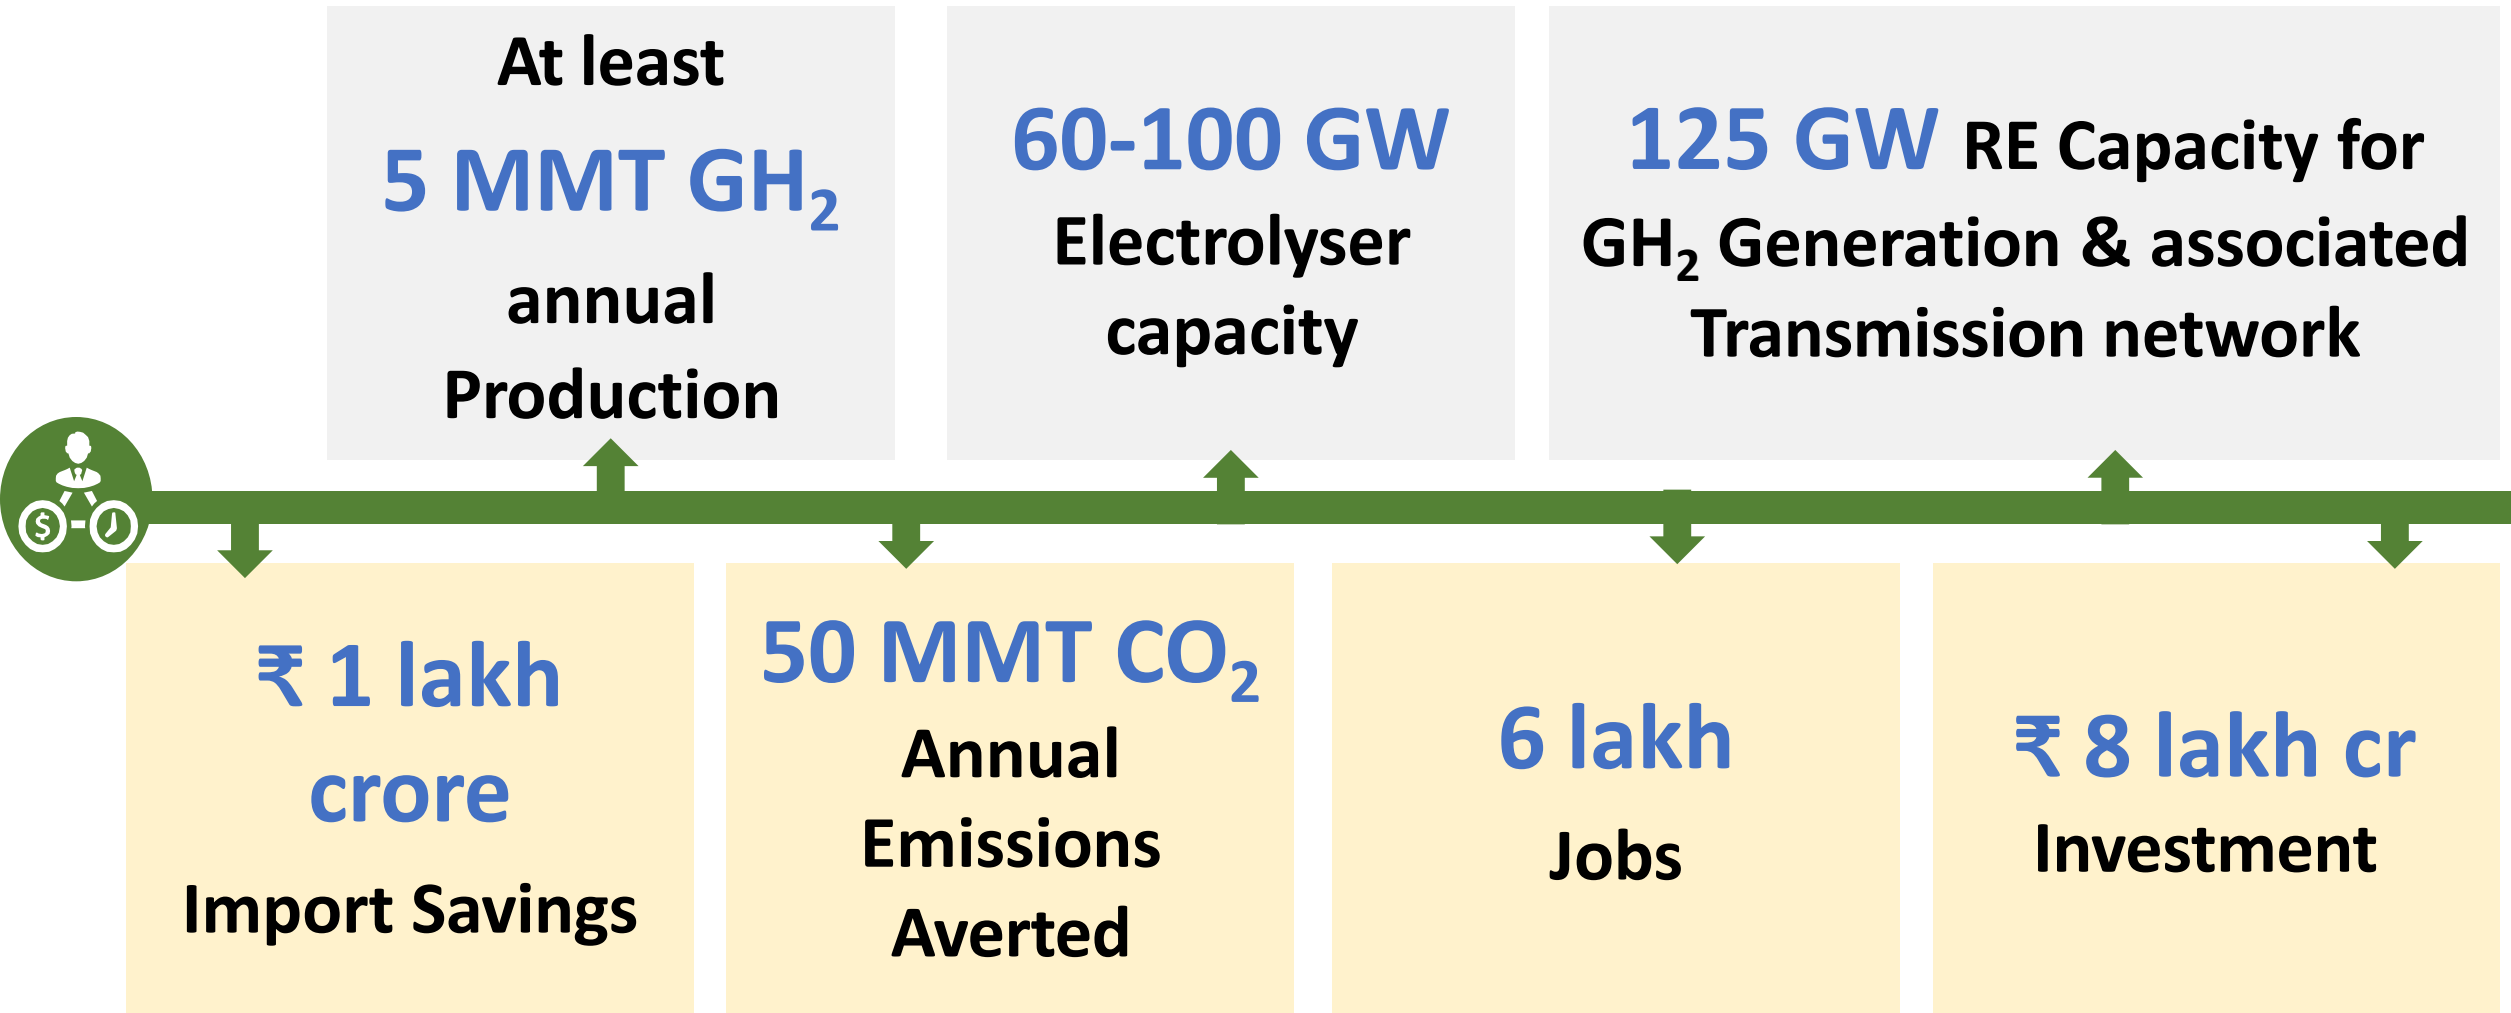 At least
5 MMT GH₂
annual
Production
60-100 GW
Electrolyser
capacity
125 GW RE Capacity for
GH₂ Generation & associated
Transmission network
$
₹ 1 lakh
crore
Import Savings
50 MMT CO₂
Annual
Emissions
Averted
6 lakh
Jobs
₹ 8 lakh cr
Investment